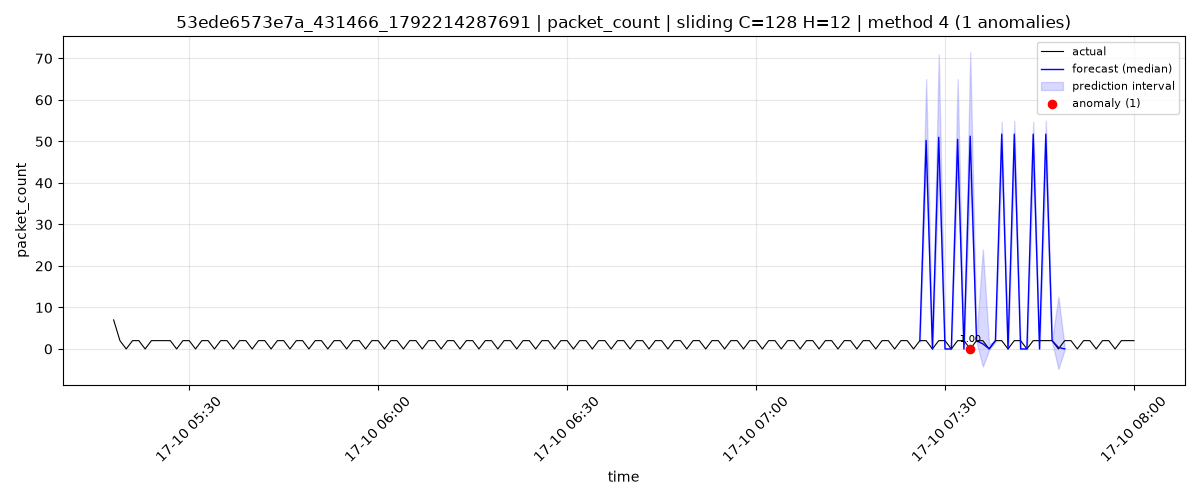 53ede6573e7a_431466_1792214287691 | packet_count | sliding C=128 H=12 | method 4 (1 anomalies)
actual
forecast (median)
prediction interval
anomaly (1)
packet_count
70
60
50
40
30
20
10
0
1.00
17-10 05:30
17-10 06:00
17-10 06:30
17-10 07:00
17-10 07:30
17-10 08:00
time